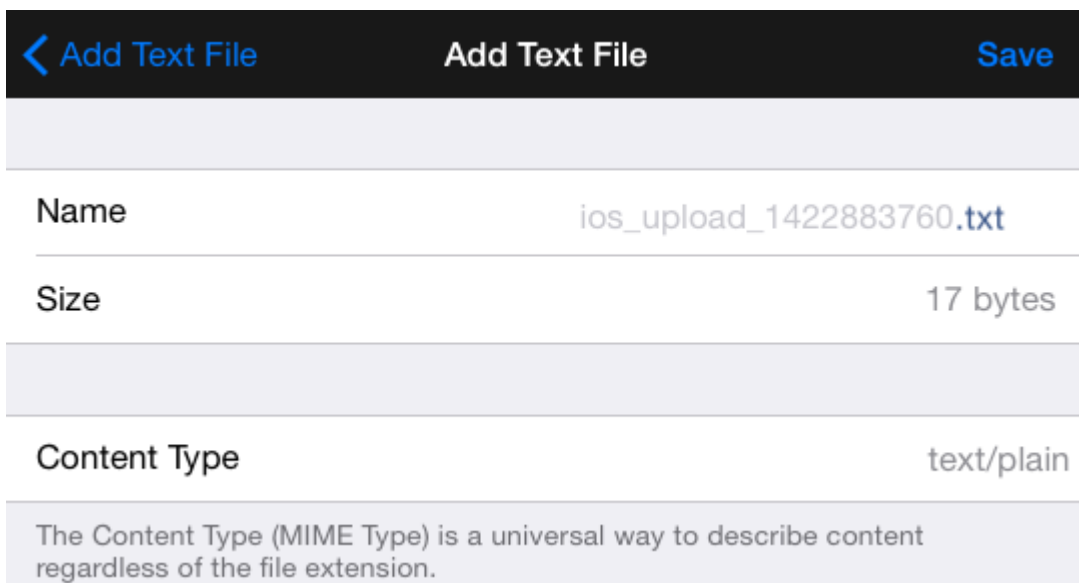 Add Text File Add Text File Save
Name ios_upload_1422883760.txt
Size 17 bytes
Content Type text/plain
The Content Type (MIME Type) is a universal way to describe content
regardless of the file extension.